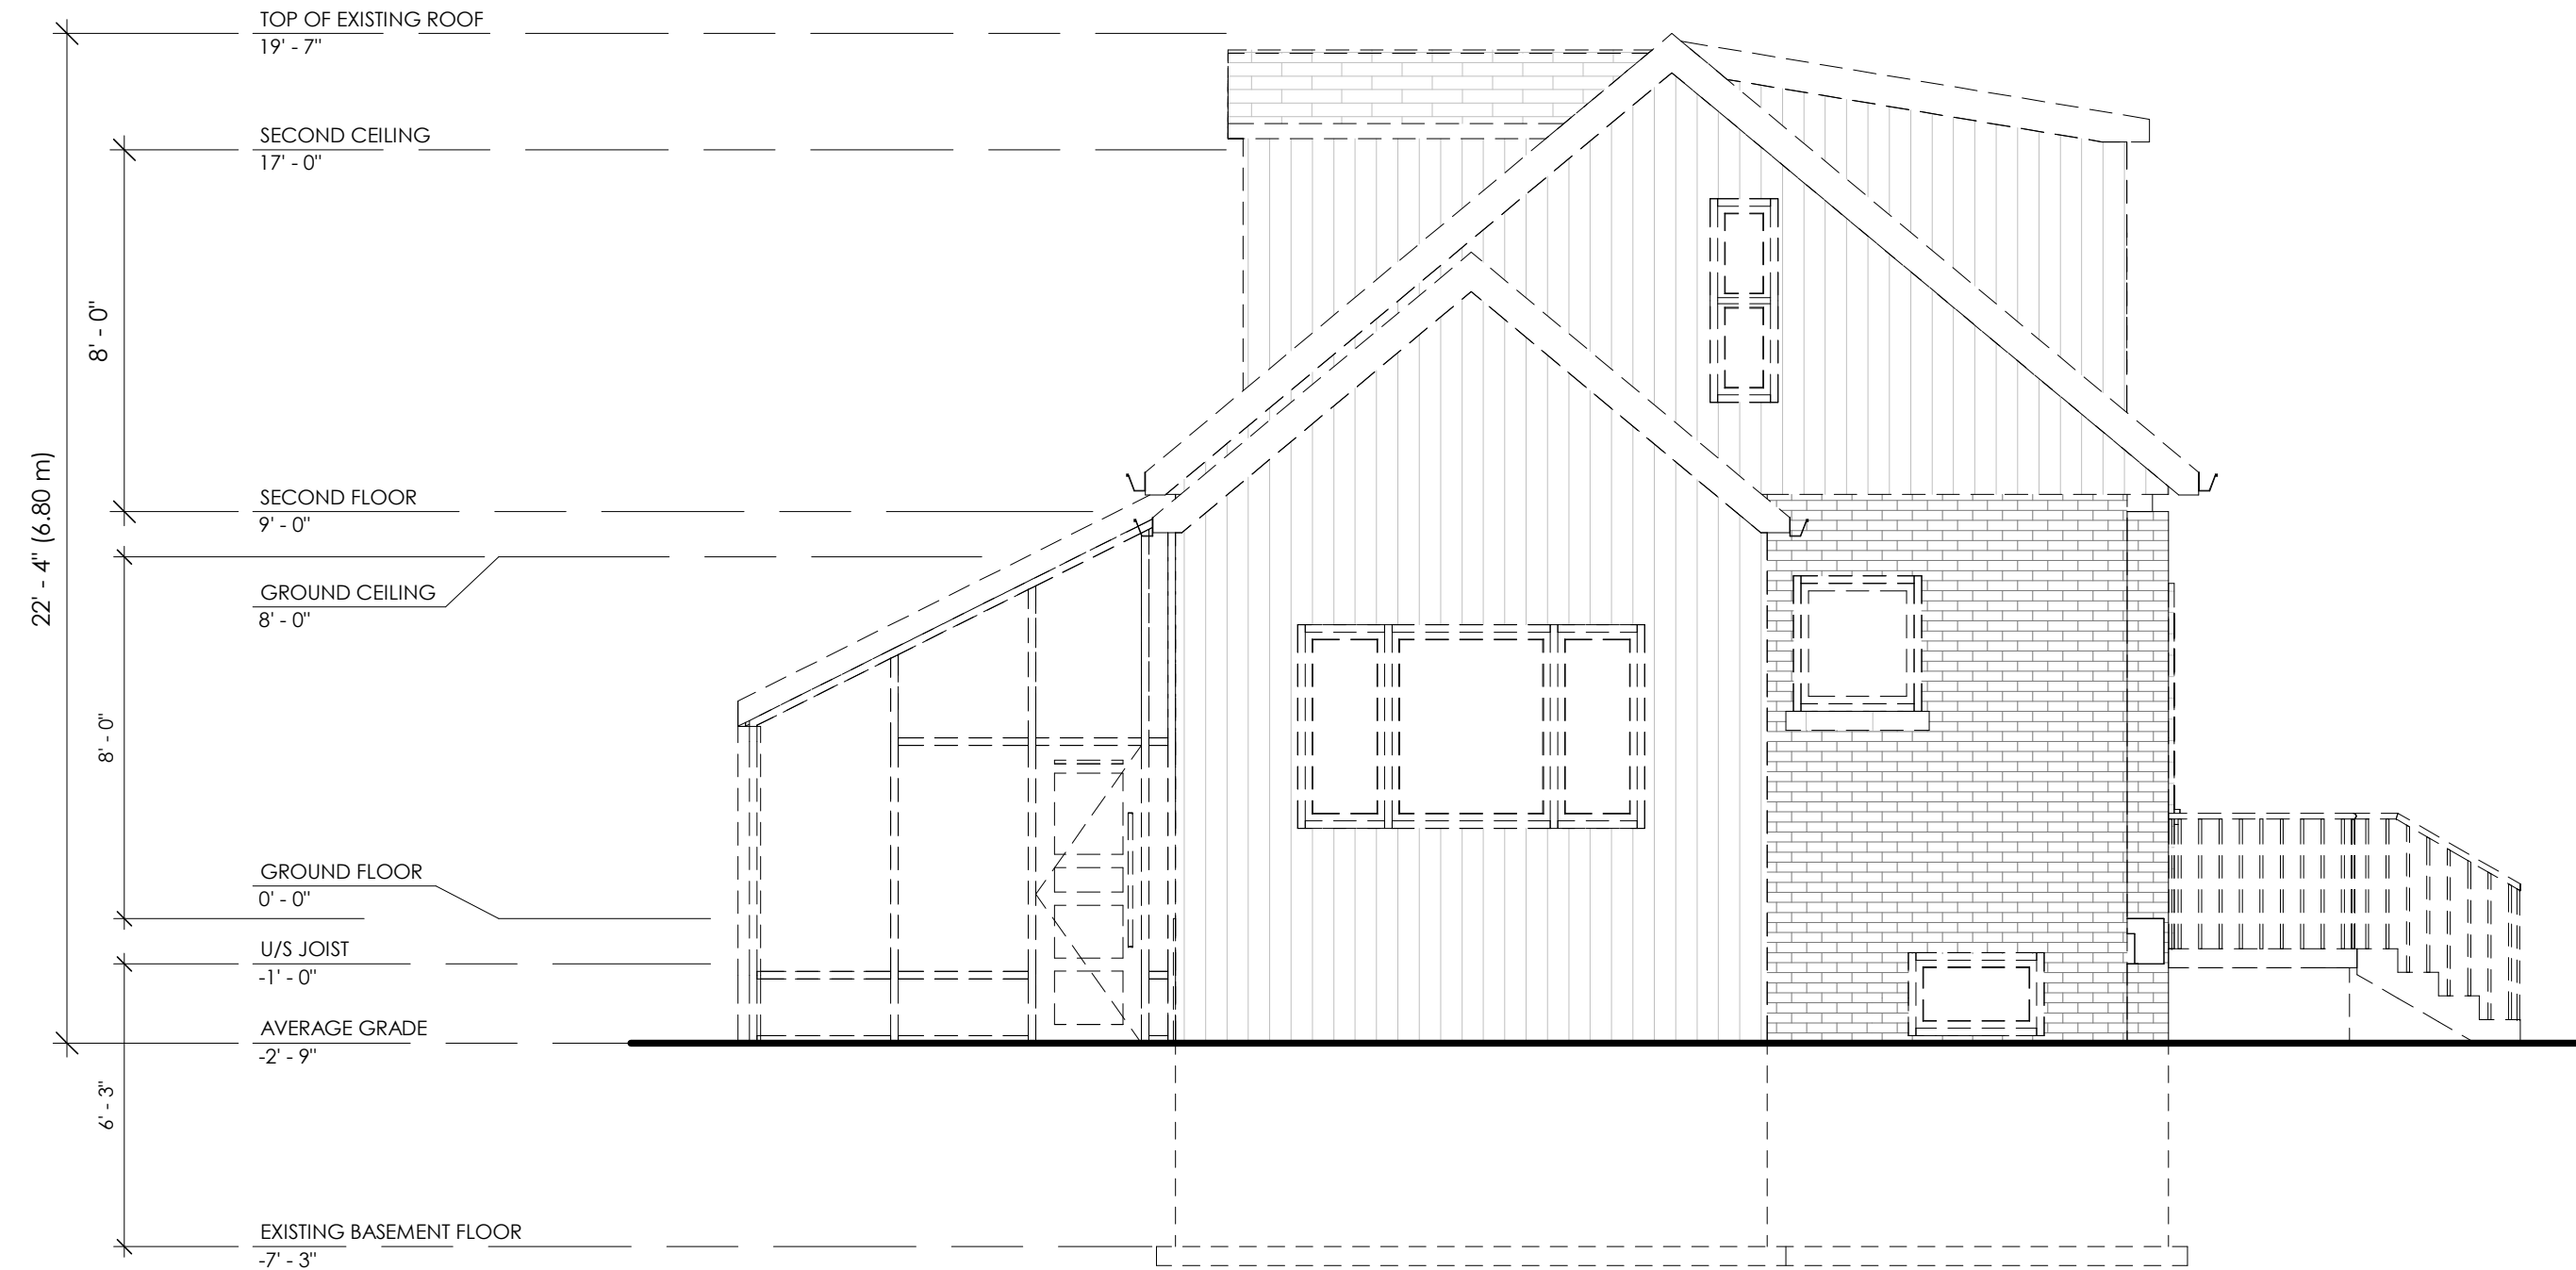 TOP OF EXISTING ROOF
19' - 7"
SECOND CEILING
17' - 0"
8' - 0"
22' - 4" (6.80 m)
SECOND FLOOR
9' - 0"
GROUND CEILING
8' - 0"
8' - 0"
GROUND FLOOR
0' - 0"
U/S JOIST
-1' - 0"
AVERAGE GRADE
-2' - 9"
6' - 3"
EXISTING BASEMENT FLOOR
-7' - 3"